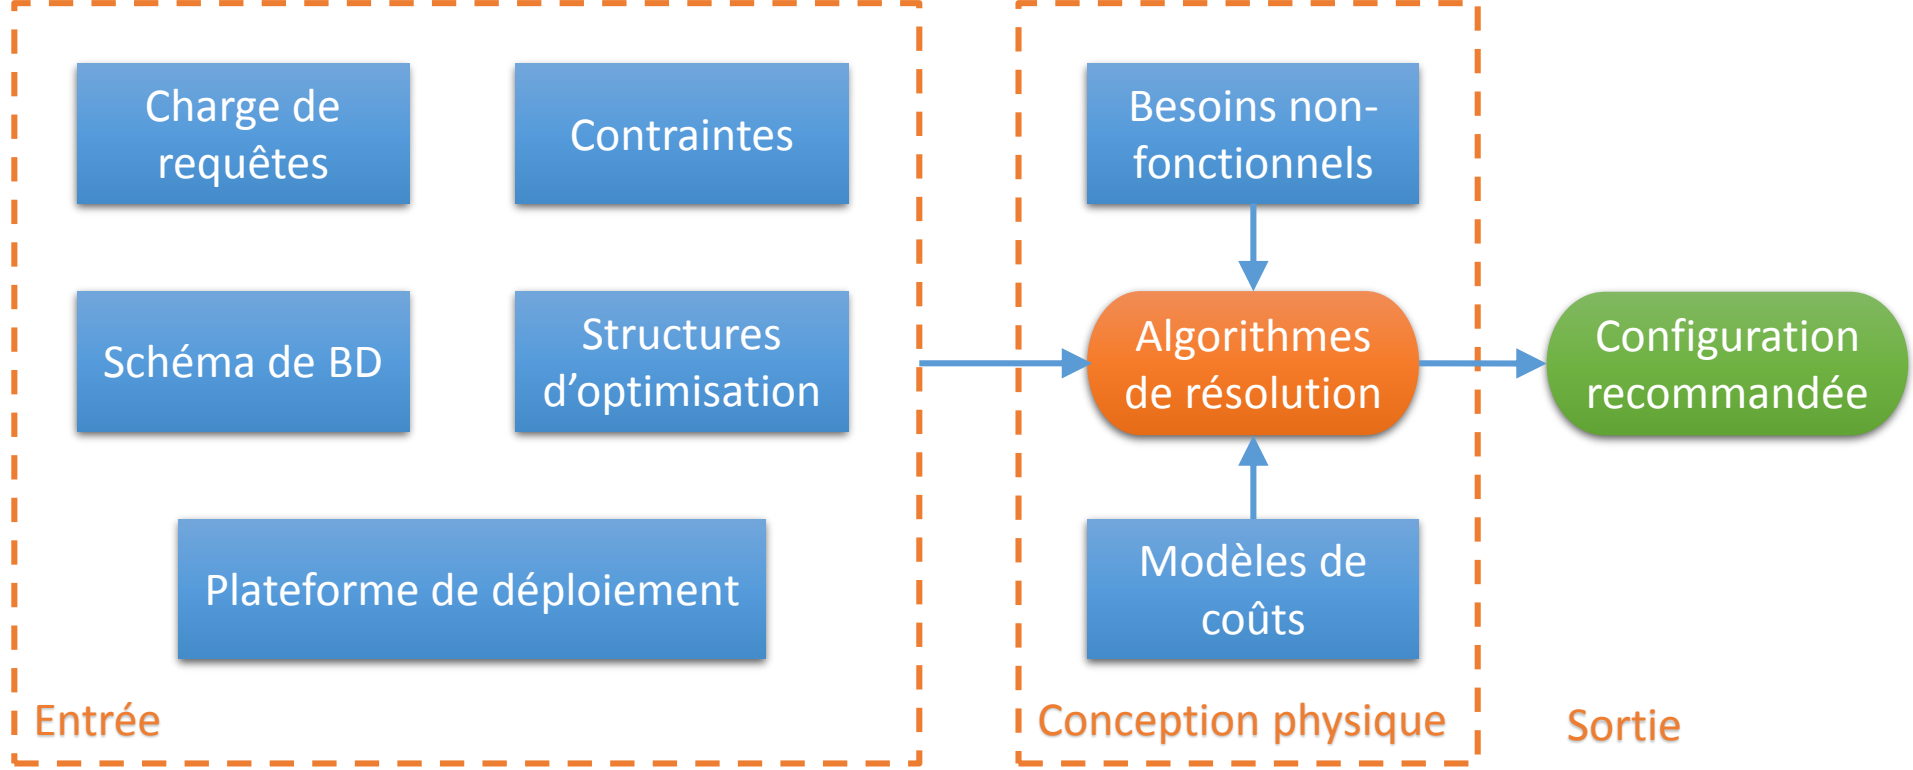 Charge de
requêtes
Contraintes
Schéma de BD
Structures
d'optimisation
Plateforme de déploiement
Entrée
Besoins non-
fonctionnels
Algorithmes
de résolution
Modèles de
coûts
Conception physique
Configuration
recommandée
Sortie